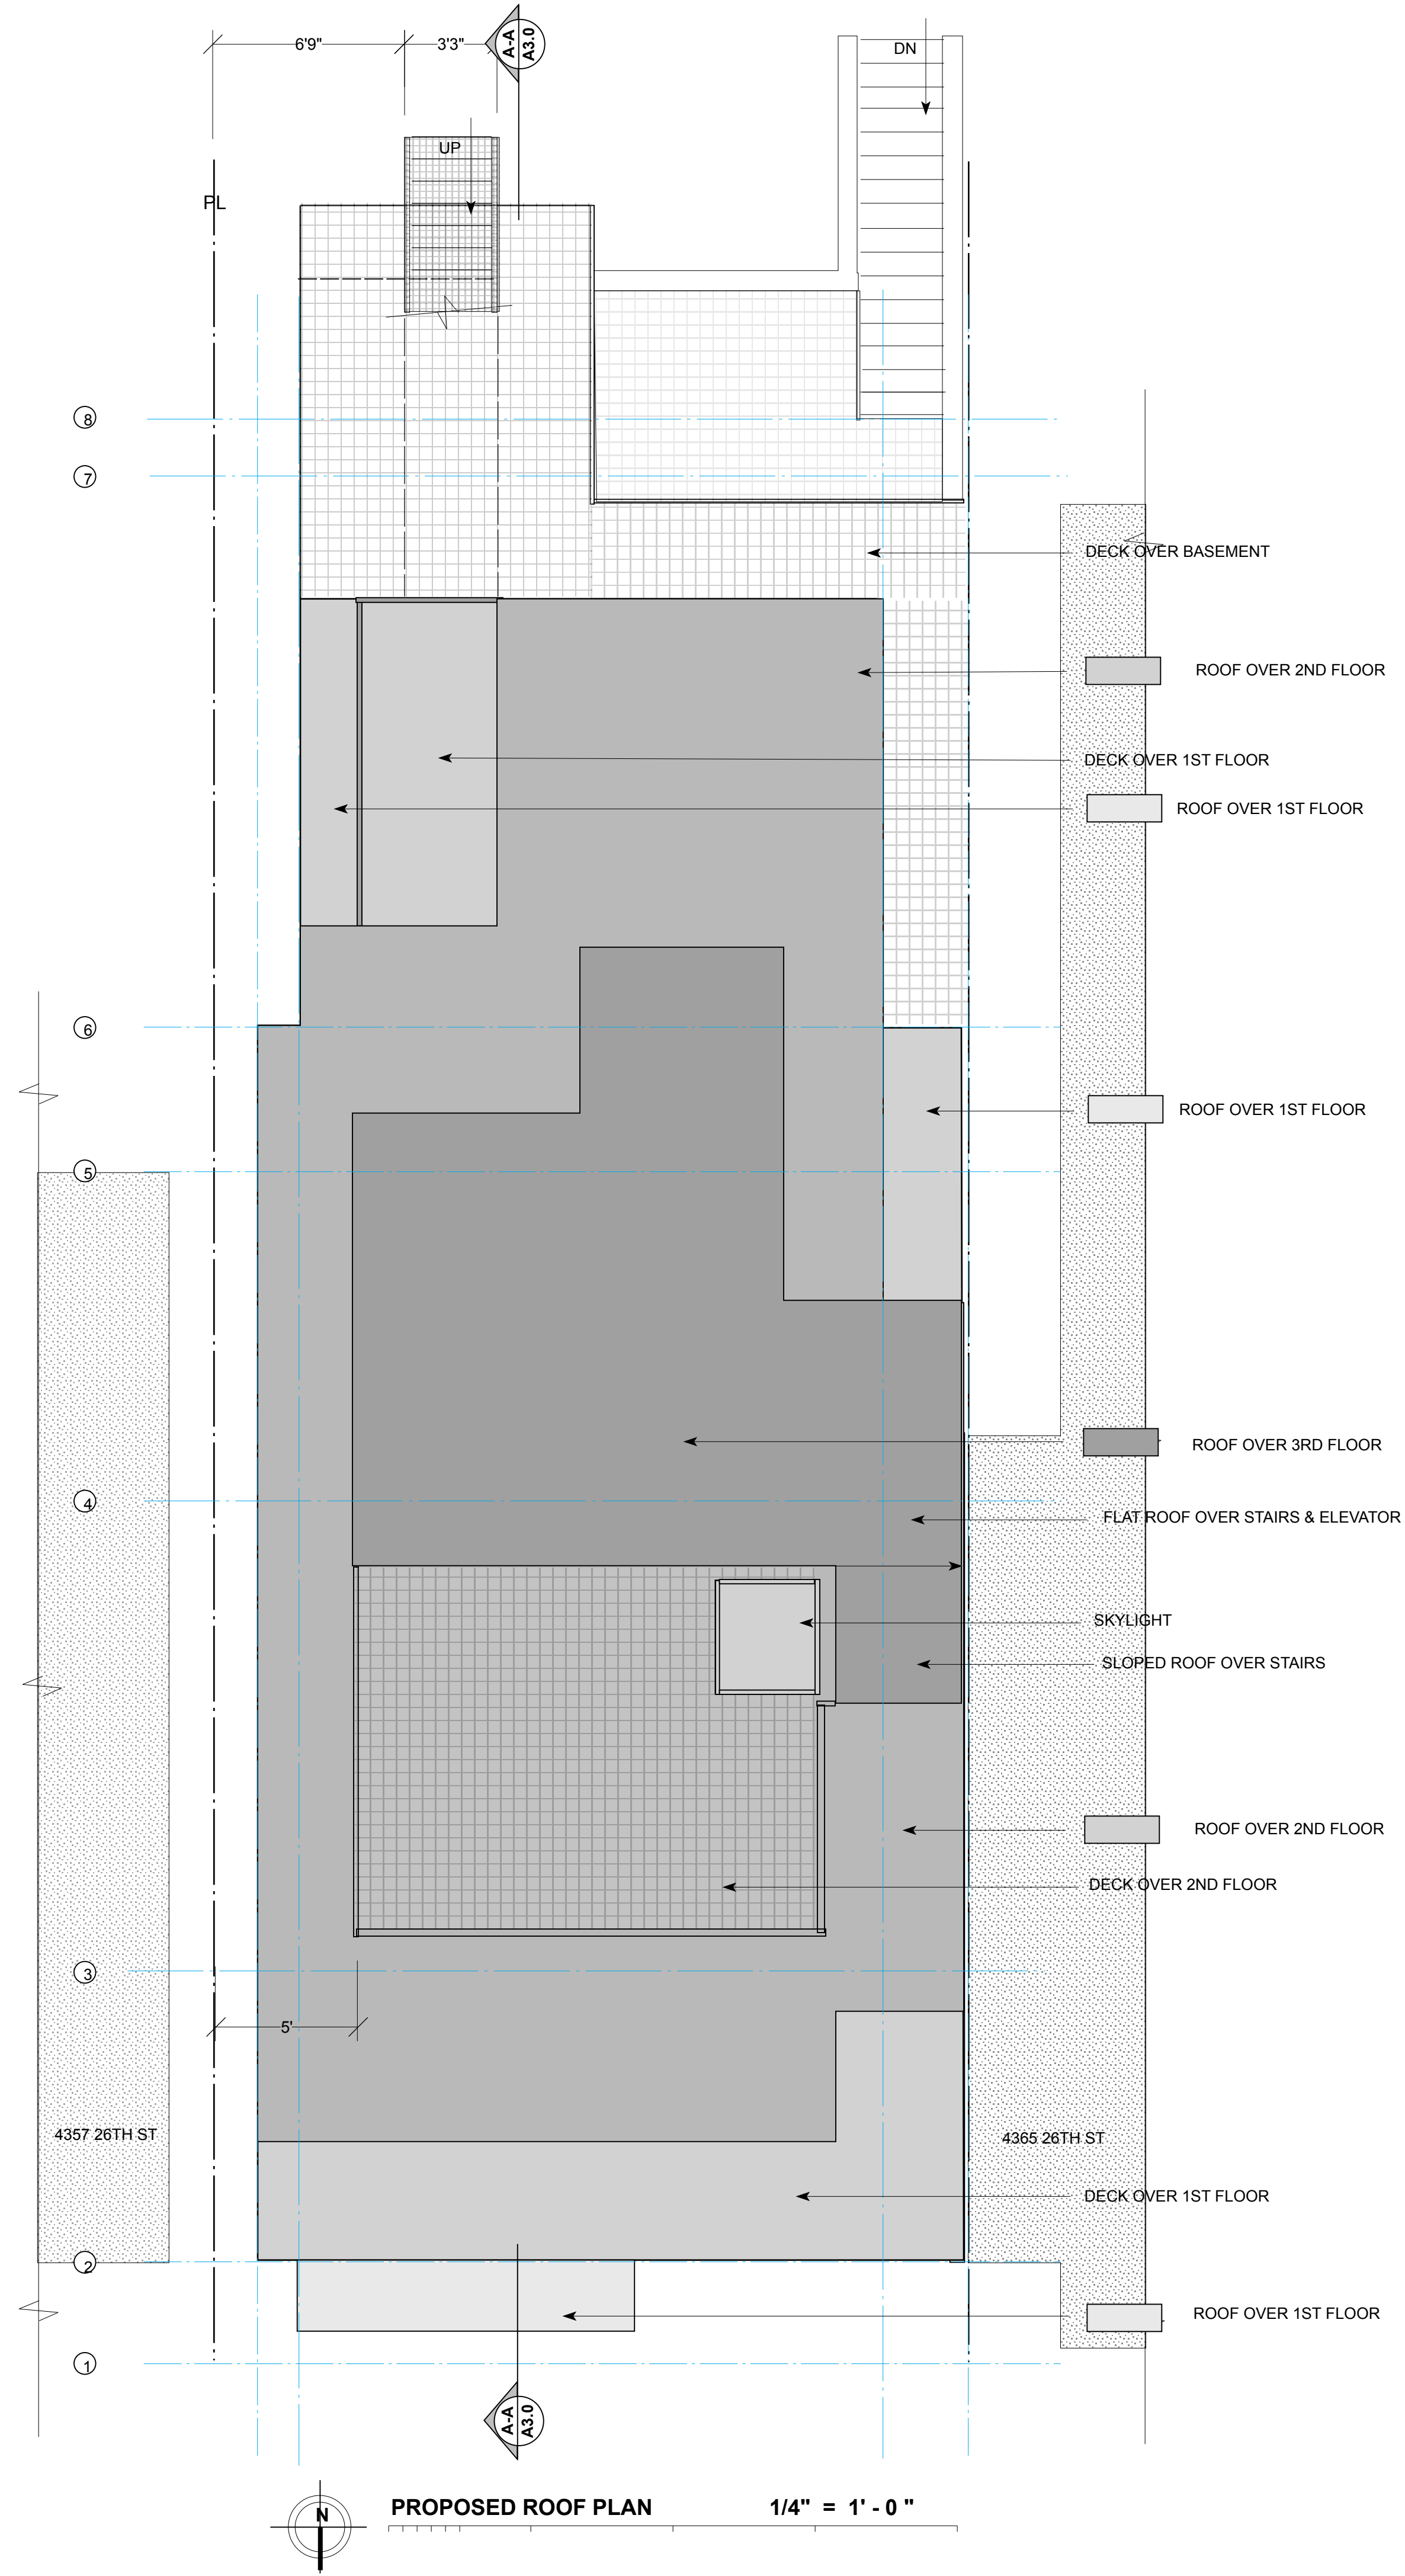 6'9"
3'3"
A-A
A3.0
DN
UP
PL
8
7
DECK OVER BASEMENT
ROOF OVER 2ND FLOOR
DECK OVER 1ST FLOOR
ROOF OVER 1ST FLOOR
6
ROOF OVER 1ST FLOOR
5
ROOF OVER 3RD FLOOR
4
FLAT ROOF OVER STAIRS & ELEVATOR
SKYLIGHT
SLOPED ROOF OVER STAIRS
ROOF OVER 2ND FLOOR
DECK OVER 2ND FLOOR
3
5'
4357 26TH ST
4365 26TH ST
DECK OVER 1ST FLOOR
2
ROOF OVER 1ST FLOOR
1
A-A
A3.0
N
PROPOSED ROOF PLAN 1/4" = 1' - 0 "